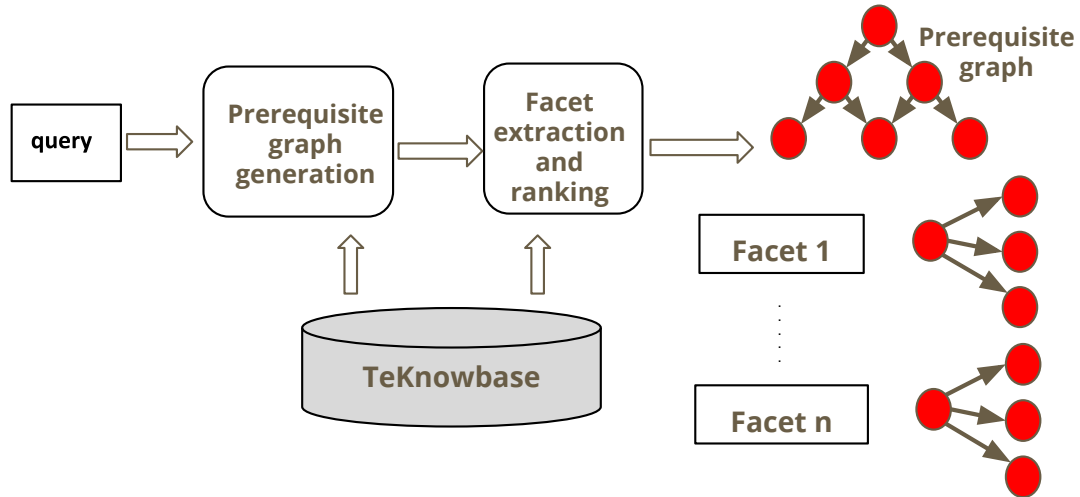 query
Prerequisite
graph
generation
Facet
extraction
and
ranking
Prerequisite
graph
Facet 1
TeKnowbase
Facet n